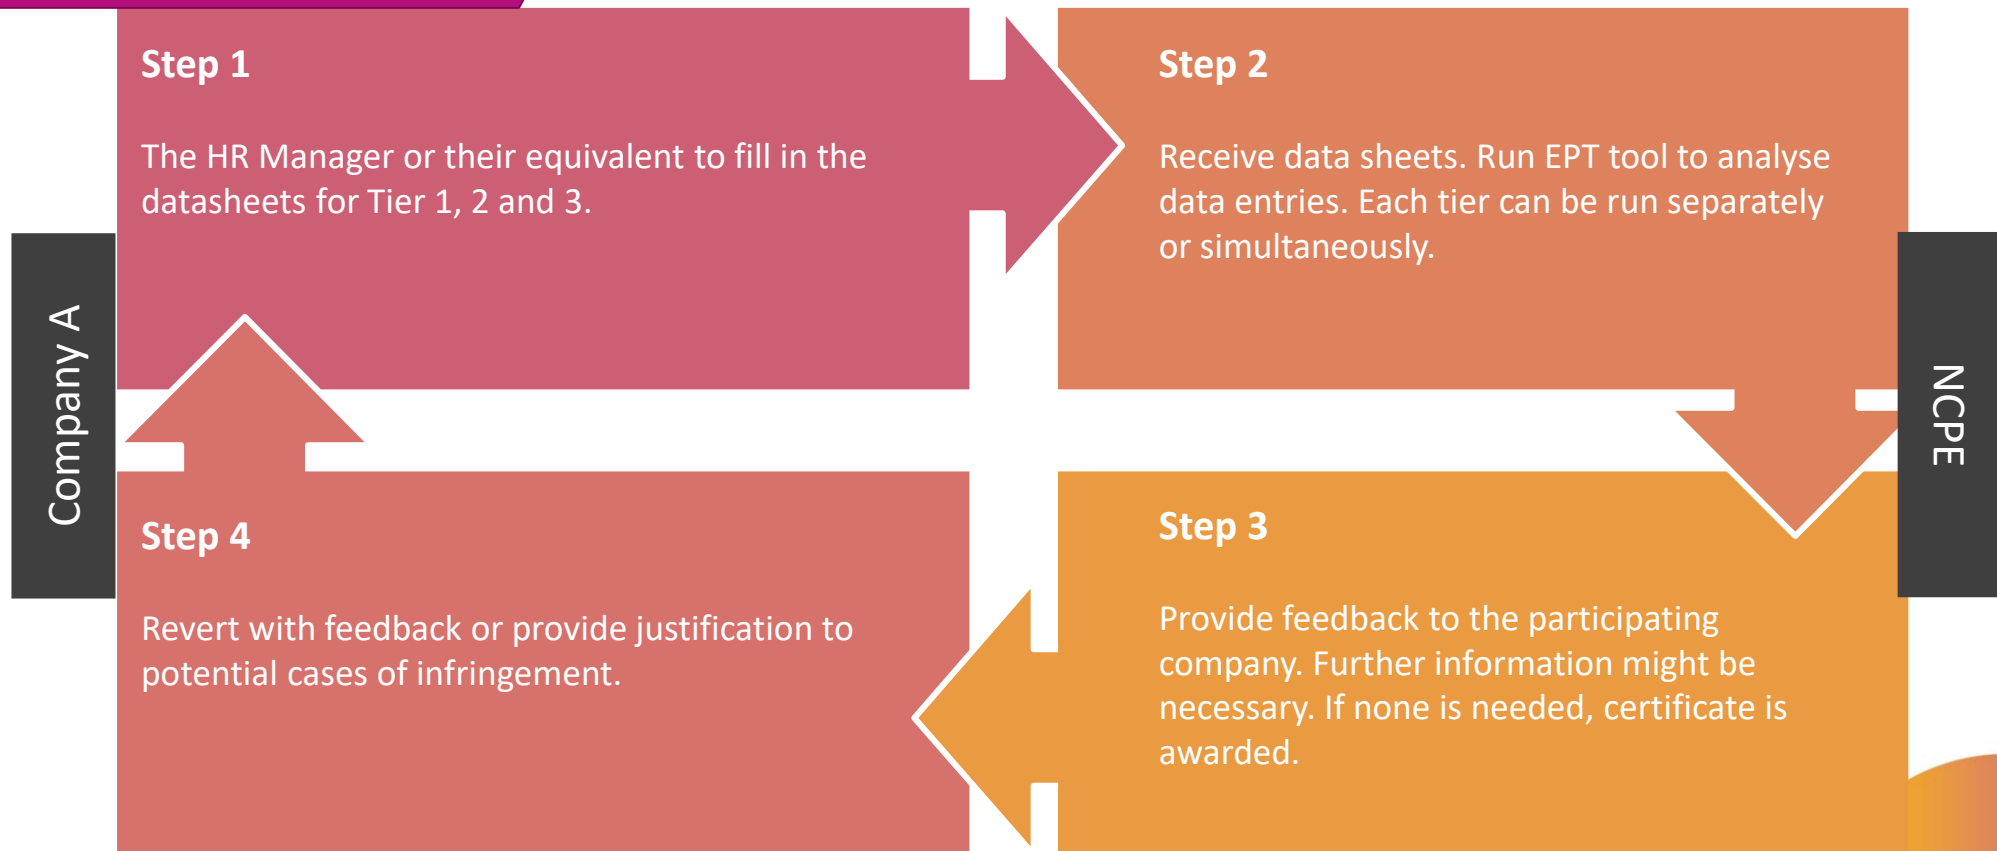 Step 1
The HR Manager or their equivalent to fill in the
datasheets for Tier 1, 2 and 3.
Step 2
Receive data sheets. Run EPT tool to analyse
data entries. Each tier can be run separately
or simultaneously.
Company A
NCPE
Step 4
Revert with feedback or provide justification to
potential cases of infringement.
Step 3
Provide feedback to the participating
company. Further information might be
necessary. If none is needed, certificate is
awarded.